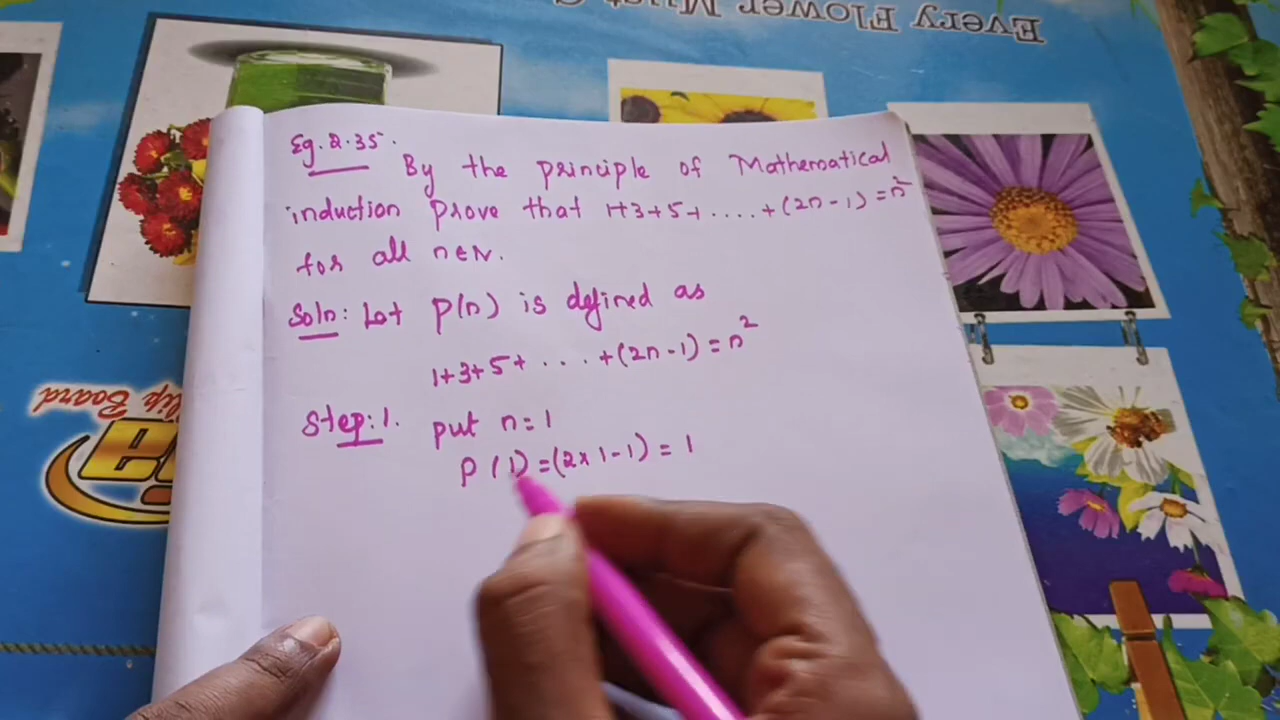 Every Flower Must G
Eg. 2.35.
By the principle of Mathematical
induction prove that 1+3+5+.....+(2n-1)=n²
for all n∈N.
Soln: Let P(n) is defined as
1+3+5+....+(2n-1)=n²
Step:1. put n=1
P(1)=(2×1-1)=1
lip Board